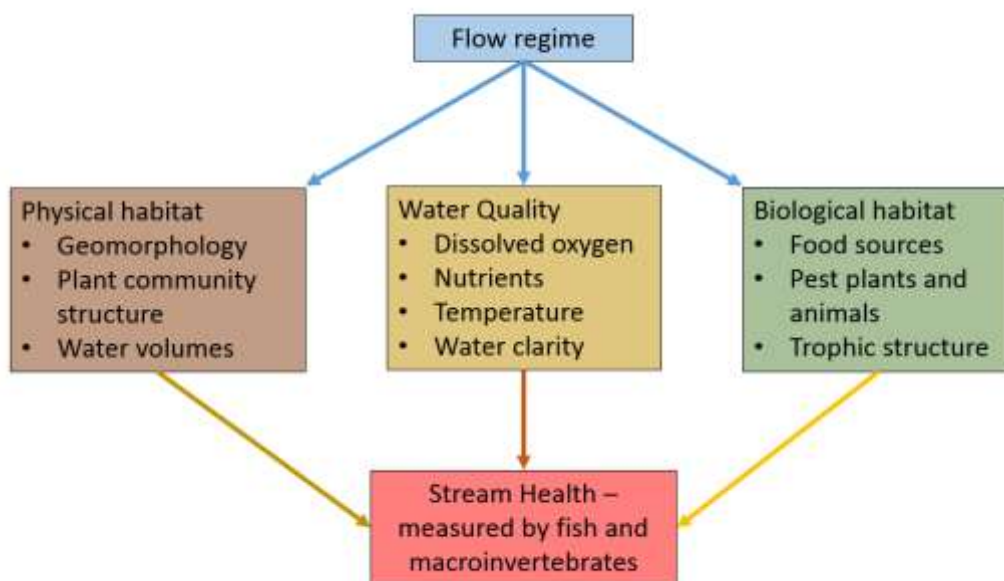 Flow regime
Physical habitat
• Geomorphology
• Plant community
structure
• Water volumes
Water Quality
• Dissolved oxygen
• Nutrients
• Temperature
• Water clarity
Biological habitat
• Food sources
• Pest plants and
animals
• Trophic structure
Stream Health –
measured by fish and
macroinvertebrates